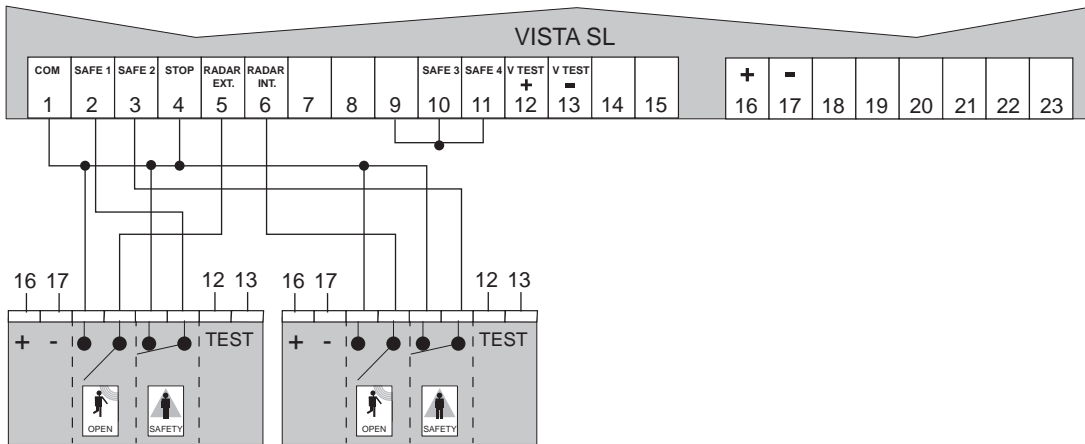 VISTA SL
COM SAFE 1 SAFE 2 STOP RADAR EXT. RADAR INT. SAFE 3 SAFE 4 V TEST + V TEST - + -
1 2 3 4 5 6 7 8 9 10 11 12 13 14 15 16 17 18 19 20 21 22 23
16 17 12 13 16 17 12 13
+ - TEST + - TEST
OPEN SAFETY OPEN SAFETY